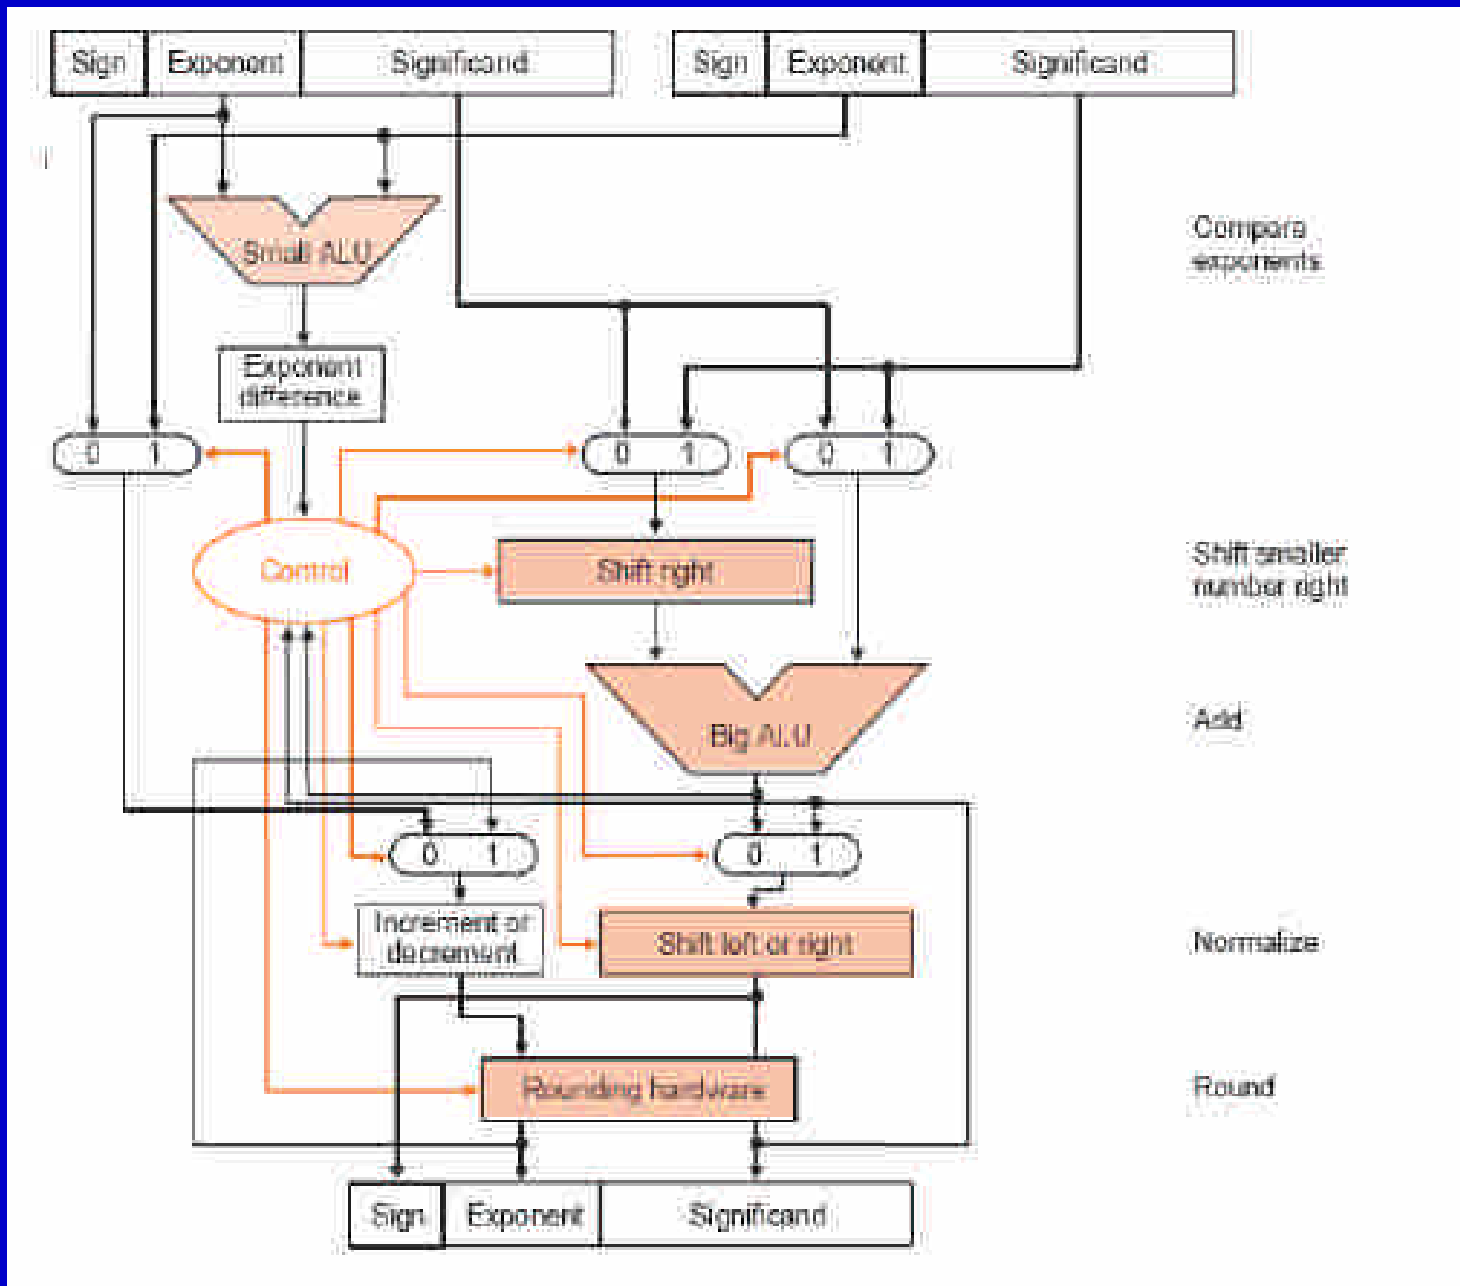 Sign Exponent Significand Sign Exponent Significand
Small ALU
Compare
exponents
Exponent
difference
0 1 0 1 0 1
Control
Shift right
Shift smaller
number right
Big ALU
Add
0 1 0 1
Increment or
decrement
Shift left or right
Normalize
Rounding hardware
Round
Sign Exponent Significand